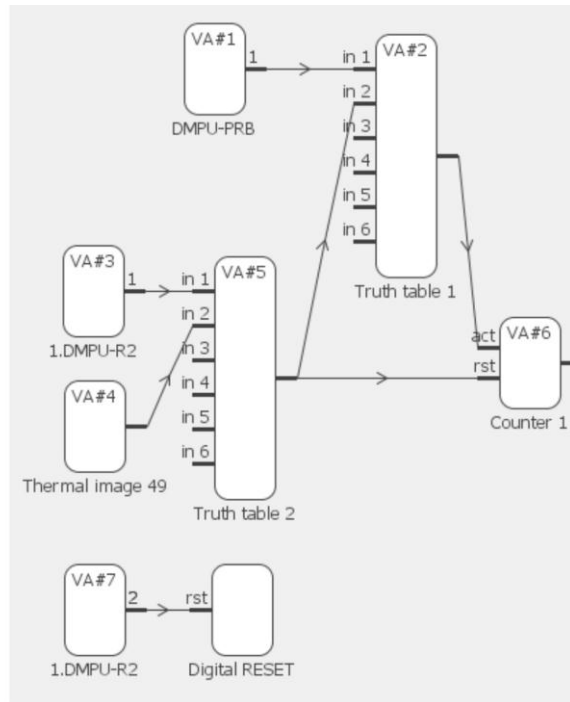 VA#1
1
DMPU-PRB
VA#2
in 1
in 2
in 3
in 4
in 5
in 6
Truth table 1
VA#3
1
1.DMPU-R2
VA#4
Thermal image 49
VA#5
in 1
in 2
in 3
in 4
in 5
in 6
Truth table 2
VA#6
act
rst
Counter 1
VA#7
2
1.DMPU-R2
rst
Digital RESET